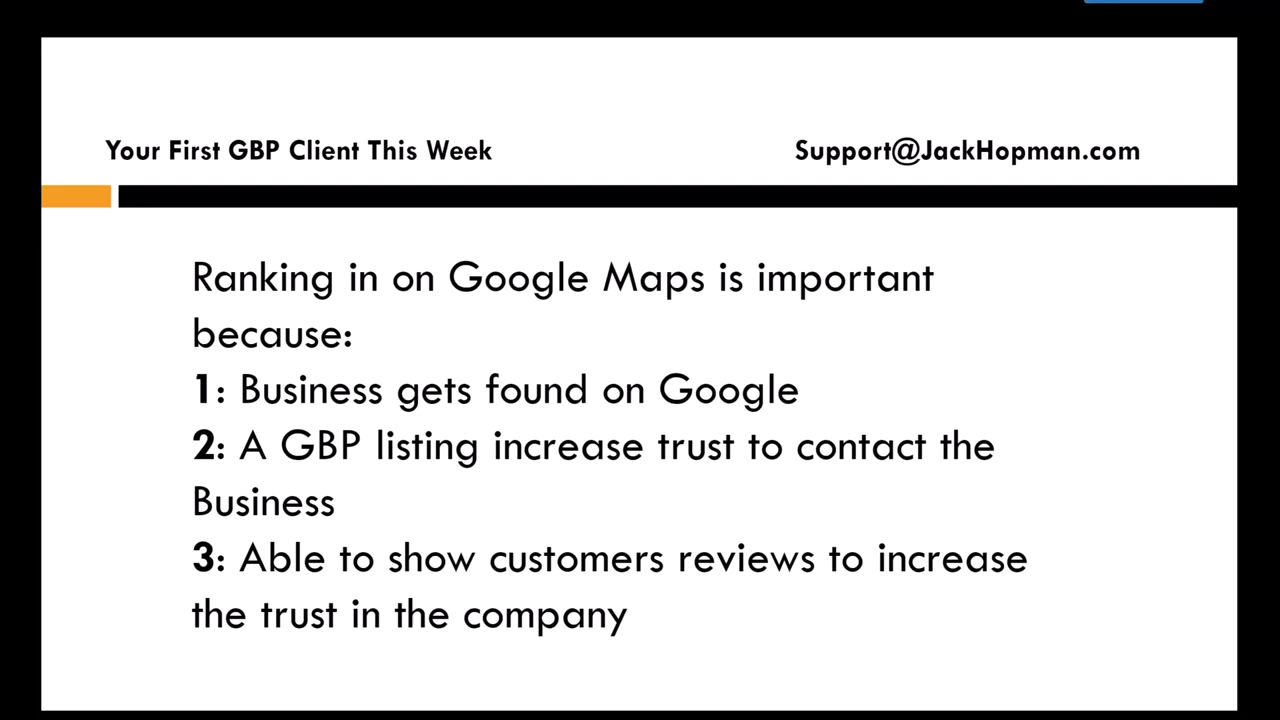 Your First GBP Client This Week
Support@JackHopman.com
Ranking in on Google Maps is important
because:
1: Business gets found on Google
2: A GBP listing increase trust to contact the
Business
3: Able to show customers reviews to increase
the trust in the company